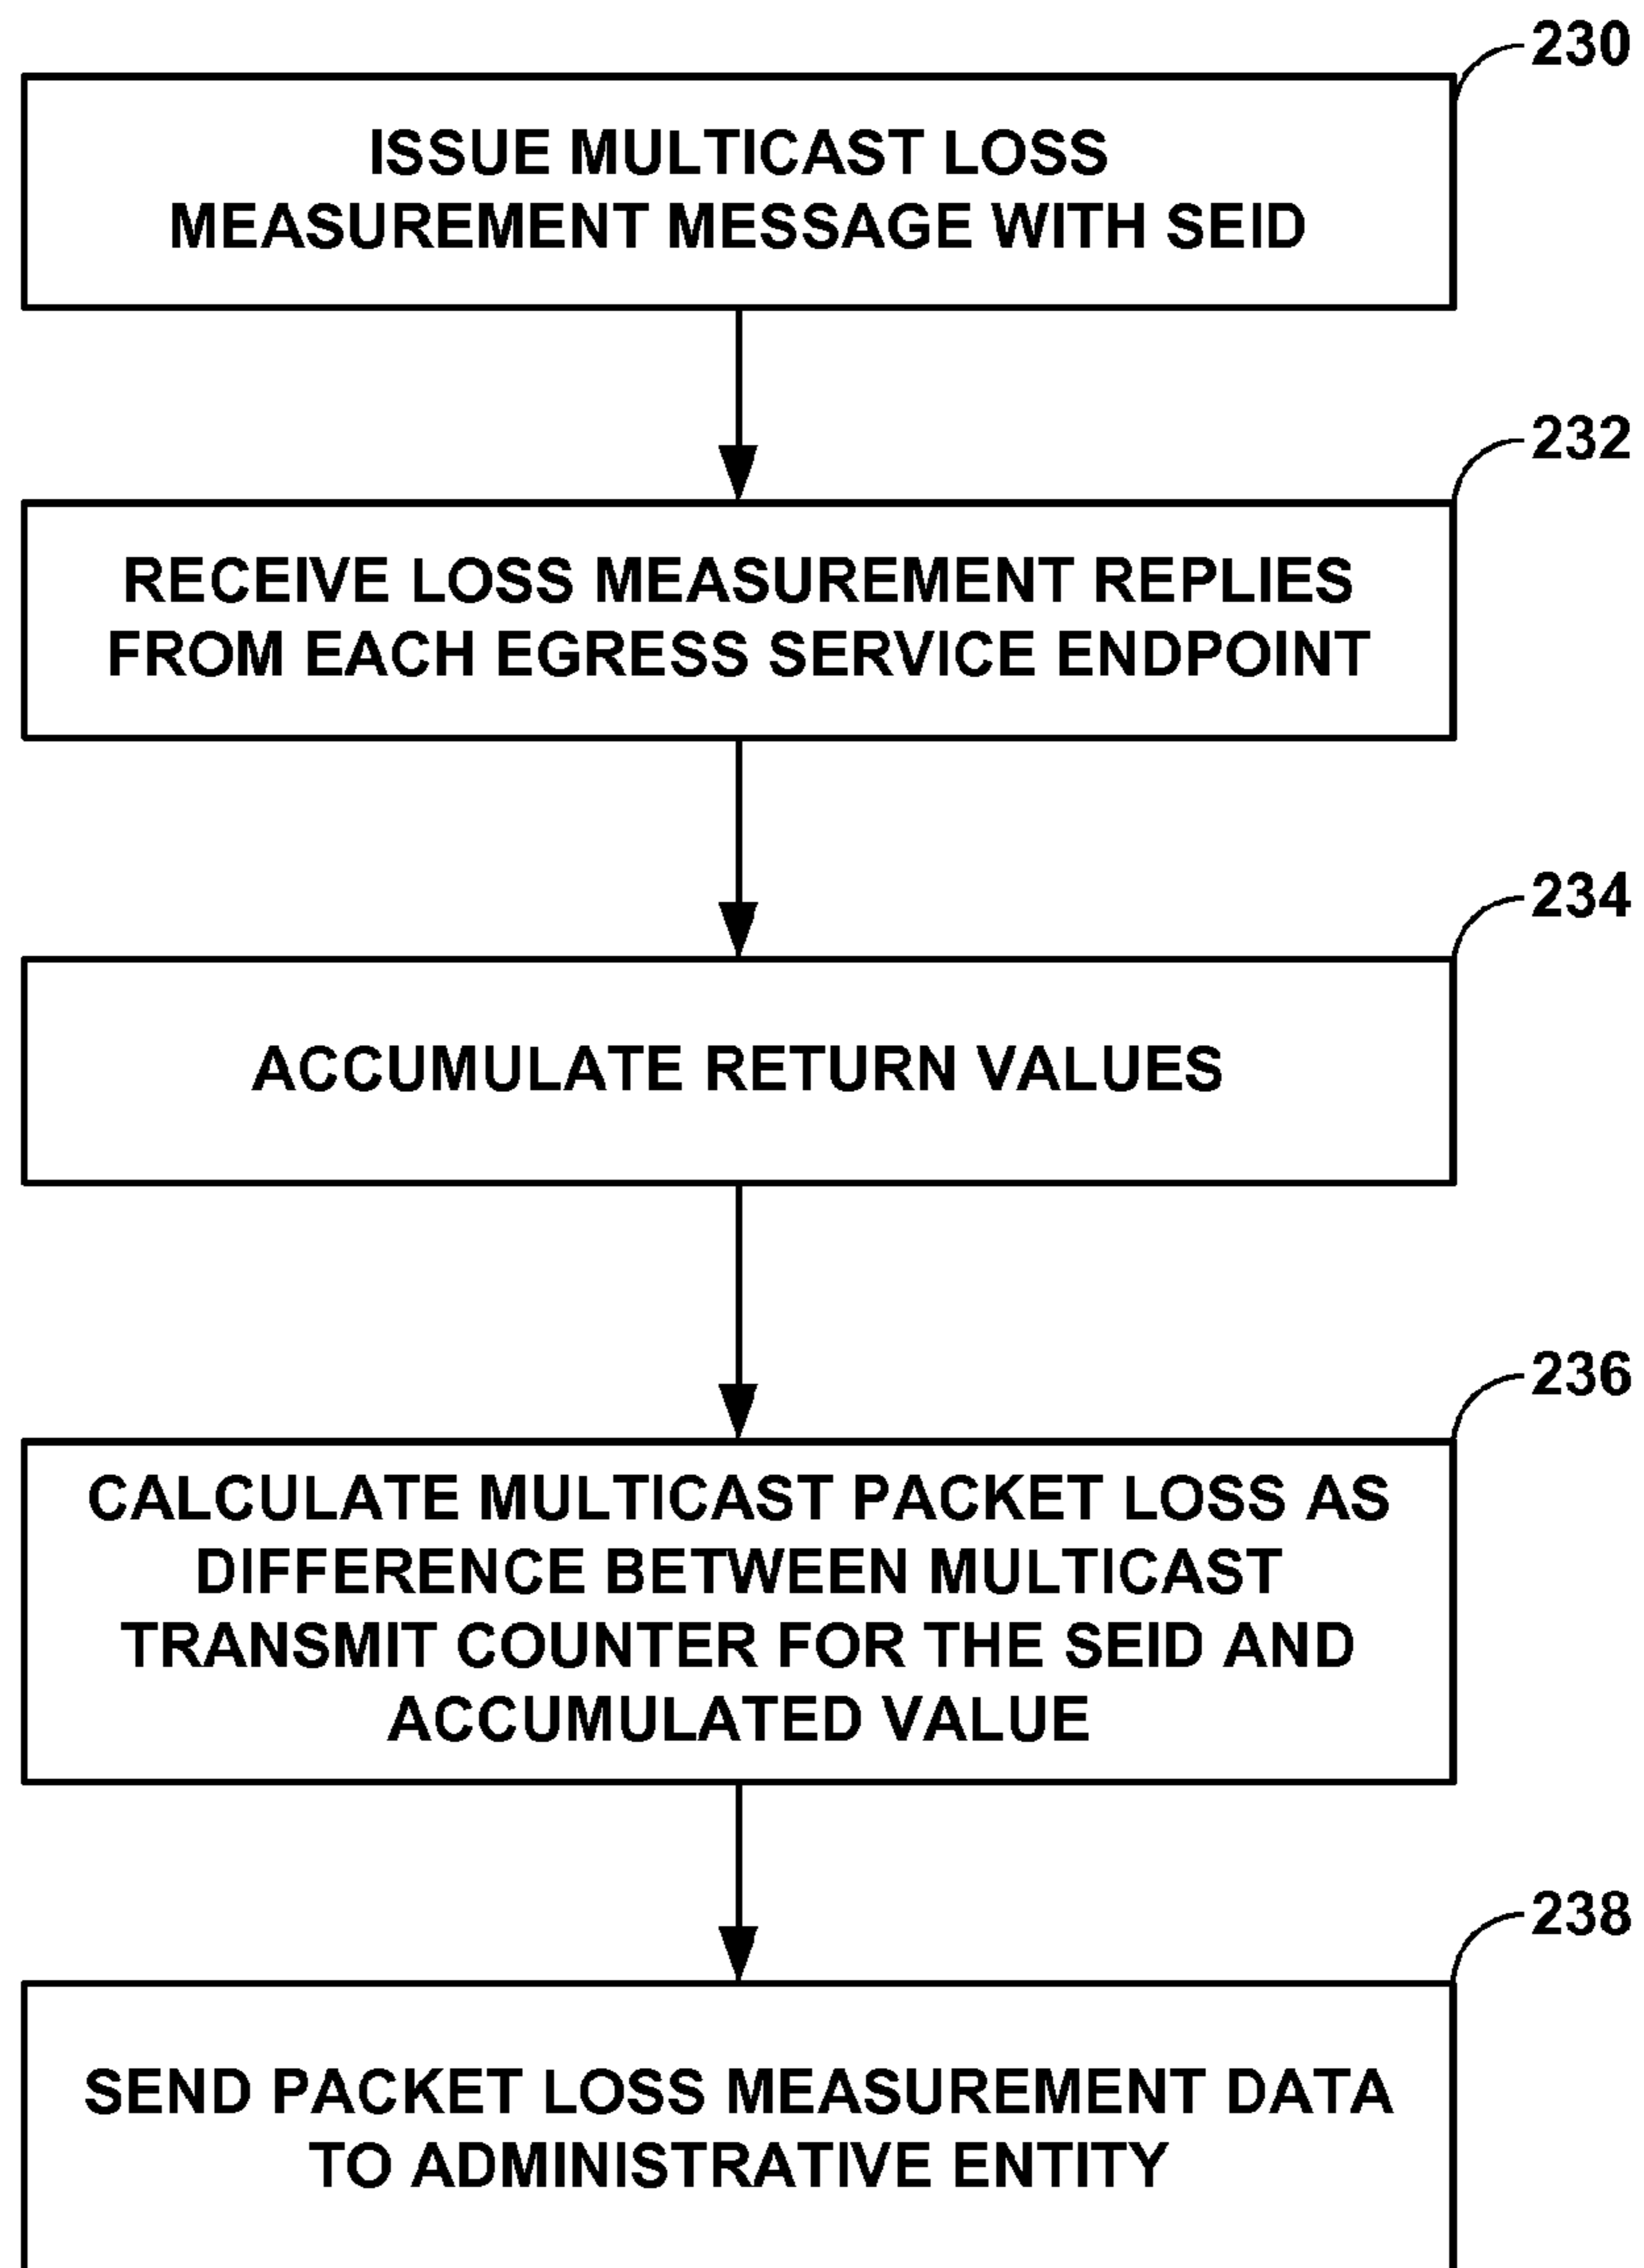 230
ISSUE MULTICAST LOSS
MEASUREMENT MESSAGE WITH SEID
232
RECEIVE LOSS MEASUREMENT REPLIES
FROM EACH EGRESS SERVICE ENDPOINT
234
ACCUMULATE RETURN VALUES
236
CALCULATE MULTICAST PACKET LOSS AS
DIFFERENCE BETWEEN MULTICAST
TRANSMIT COUNTER FOR THE SEID AND
ACCUMULATED VALUE
238
SEND PACKET LOSS MEASUREMENT DATA
TO ADMINISTRATIVE ENTITY